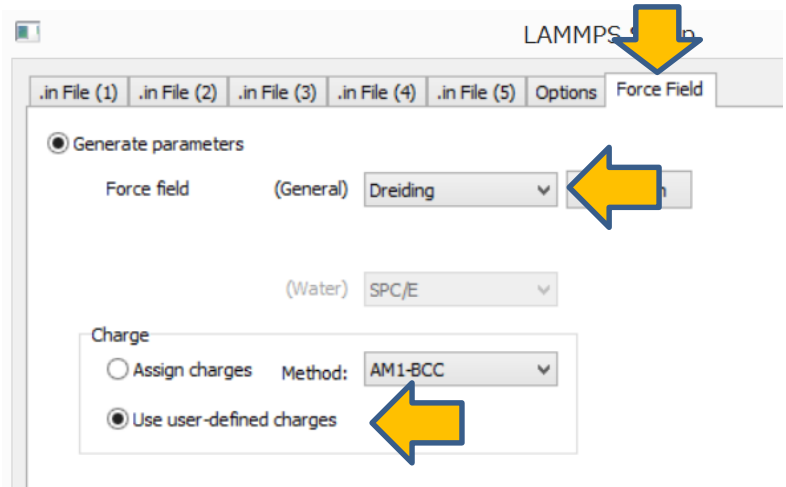 LAMMPS
.in File (1) .in File (2) .in File (3) .in File (4) .in File (5) Options Force Field
Generate parameters
Force field (General) Dreiding
(Water) SPC/E
Charge
Assign charges Method: AM1-BCC
Use user-defined charges